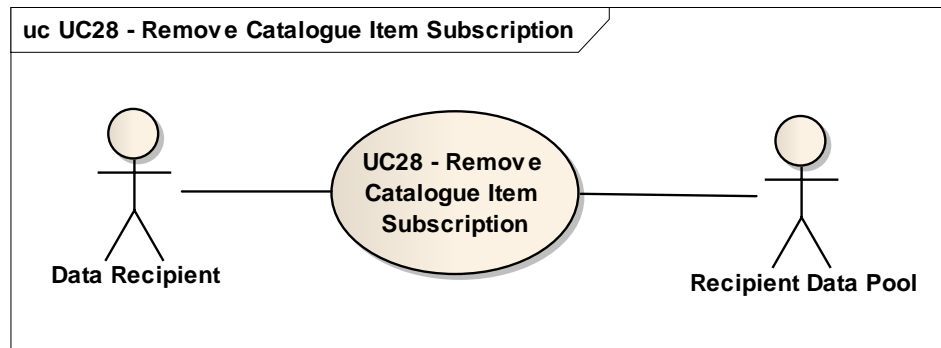 uc UC28 - Remove Catalogue Item Subscription
UC28 - Remove
Catalogue Item
Subscription
Data Recipient
Recipient Data Pool